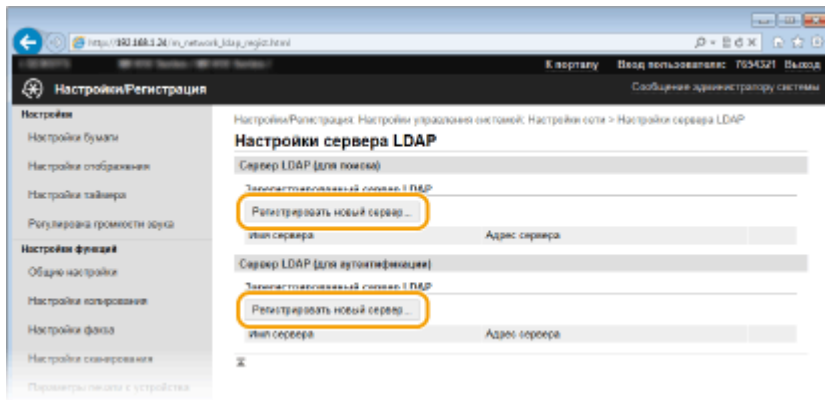 http://192.168.1.24/m_network_ldap_regist.html
К порталу Вход пользователя: 7654321 Выход
Настройки/Регистрация
Сообщение администратору системы
Настройки
Настройки бумаги
Настройки отображения
Настройки таймера
Регулировка громкости звука
Настройки функций
Общие настройки
Настройки копирования
Настройки факса
Настройки сканирования
Параметры печати с устройства
Настройки/Регистрация: Настройки управления системой: Настройки сети > Настройки сервера LDAP
Настройки сервера LDAP
Сервер LDAP (для поиска)
Зарегистрированный сервер LDAP
Регистрировать новый сервер...
Имя сервера Адрес сервера
Сервер LDAP (для аутентификации)
Зарегистрированный сервер LDAP
Регистрировать новый сервер...
Имя сервера Адрес сервера